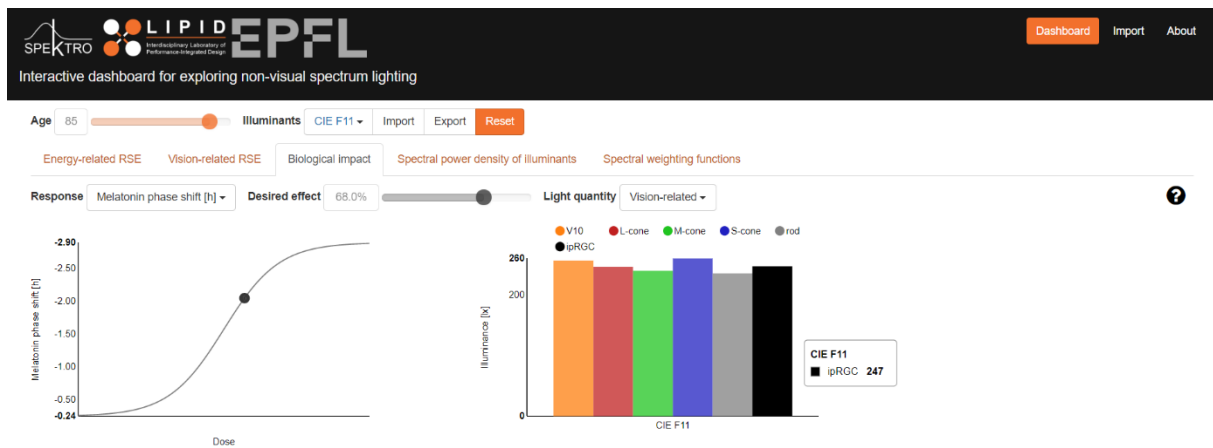 SPEKTRO LIPID EPFL
Interdisciplinary Laboratory of
Performance-Integrated Design
Dashboard Import About
Interactive dashboard for exploring non-visual spectrum lighting
Age 85 Illuminants CIE F11 Import Export Reset
Energy-related RSE Vision-related RSE Biological impact Spectral power density of illuminants Spectral weighting functions
Response Melatonin phase shift [h] Desired effect 68.0% Light quantity Vision-related ?
-2.90
-2.50
-2.00
-1.50
-1.00
-0.50
-0.24
Melatonin phase shift [h]
Dose
V10 L-cone M-cone S-cone rod
ipRGC
260
200
0
Illuminance [lx]
CIE F11
CIE F11
ipRGC 247